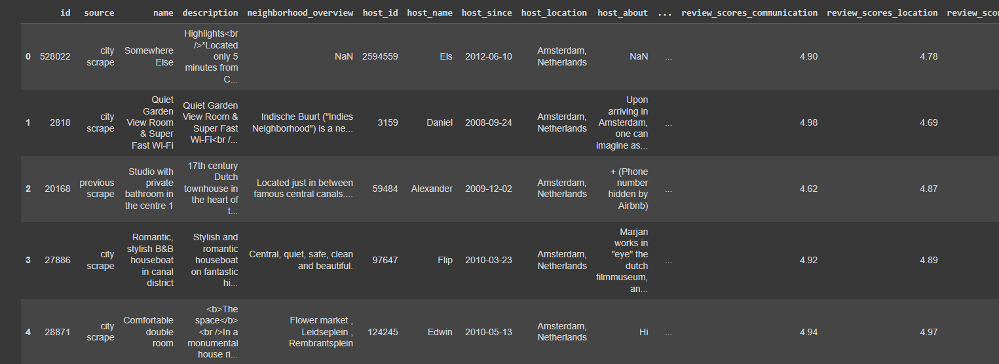 id source name description neighborhood_overview host_id host_name host_since host_location host_about ... review_scores_communication review_scores_location review_scor
Highlights<br
/>*Located
only 5
minutes from
C...
0 528022 city scrape Somewhere Else NaN 2594559 Els 2012-06-10 Amsterdam, Netherlands NaN ... 4.90 4.78
Quiet
Garden
View Room
& Super
Fast Wi-Fi
Quiet Garden
View Room &
Super Fast
Wi-Fi<br /...
1 2818 city scrape Indische Buurt ("Indies Neighborhood") is a ne... 3159 Daniel 2008-09-24 Amsterdam, Netherlands ... 4.98 4.69
Upon
arriving in
Amsterdam,
one can
imagine as...
Studio with
private
bathroom in
the centre 1
17th century
Dutch
townhouse in
the heart of
t...
2 20168 previous scrape Located just in between famous central canals.... 59484 Alexander 2009-12-02 Amsterdam, Netherlands ... 4.62 4.87
+ (Phone
number
hidden by
Airbnb)
Romantic,
stylish B&B
houseboat
in canal
district
Stylish and
romantic
houseboat
on fantastic
hi...
3 27886 city scrape Central, quiet, safe, clean and beautiful. 97647 Flip 2010-03-23 Amsterdam, Netherlands ... 4.92 4.89
Marjan
works in
"eye" the
dutch
filmmuseum,
an...
Comfortable
double
room
<b>The
space</b>
<br />In a
monumental
house ri...
4 28871 city scrape Flower market , Leidseplein , Rembrantsplein 124245 Edwin 2010-05-13 Amsterdam, Netherlands Hi ... 4.94 4.97